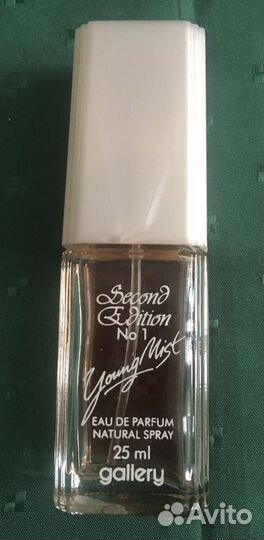 Second
Edition
No 1
Young Mist
EAU DE PARFUM
NATURAL SPRAY
25 ml
gallery
Avito